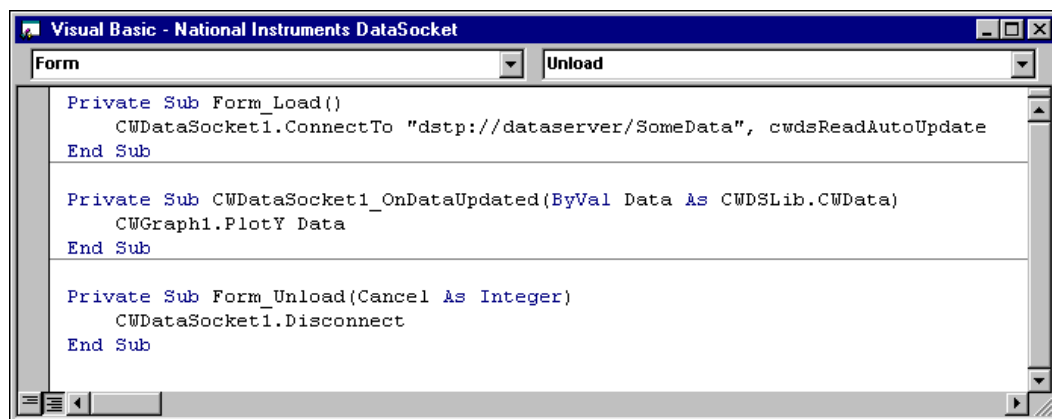 Visual Basic - National Instruments DataSocket
Form
Unload
Private Sub Form_Load()
CWDataSocket1.ConnectTo "dstp://dataserver/SomeData", cwdsReadAutoUpdate
End Sub
Private Sub CWDataSocket1_OnDataUpdated(ByVal Data As CWDSLib.CWData)
CWGraph1.PlotY Data
End Sub
Private Sub Form_Unload(Cancel As Integer)
CWDataSocket1.Disconnect
End Sub